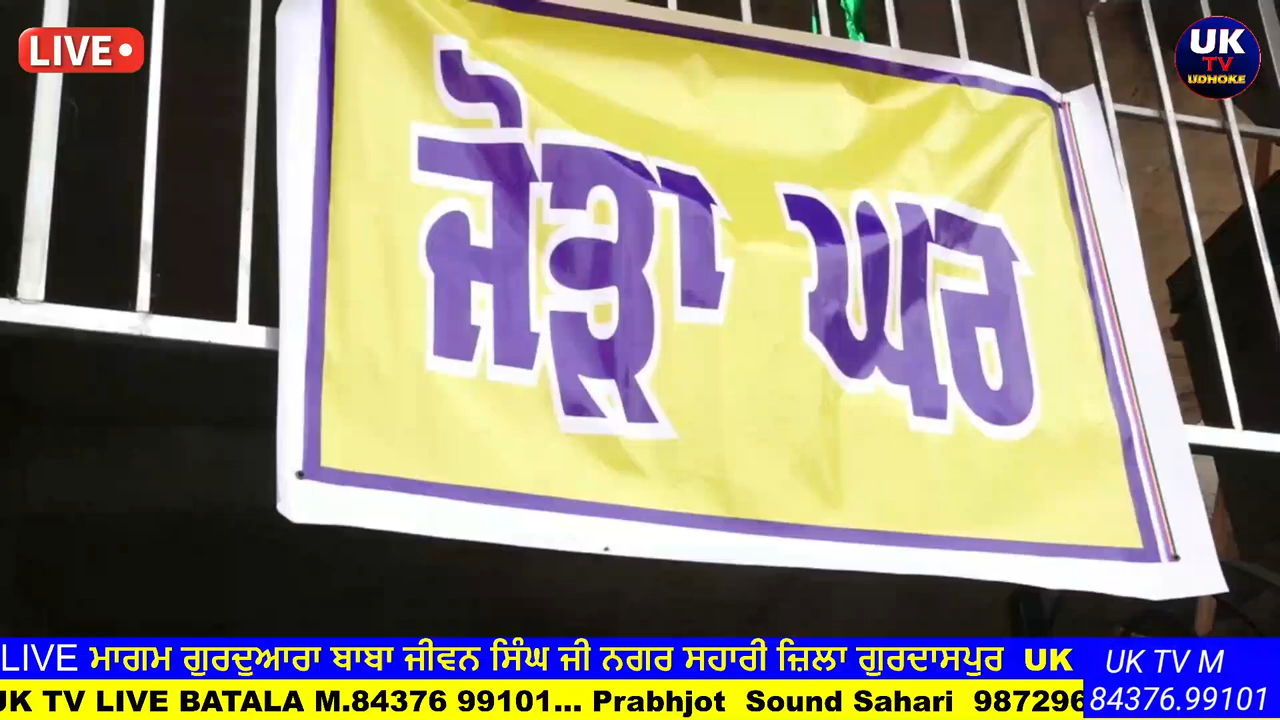 LIVE
UK
TV
UDHOKE
ਜੋੜਾ ਘਰ
LIVE ਮਾਗਮ ਗੁਰਦੁਆਰਾ ਬਾਬਾ ਜੀਵਨ ਸਿੰਘ ਜੀ ਨਗਰ ਸਹਾਰੀ ਜ਼ਿਲਾ ਗੁਰਦਾਸਪੁਰ UK
UK TV M
UK TV LIVE BATALA M.84376 99101... Prabhjot Sound Sahari 987296
84376.99101